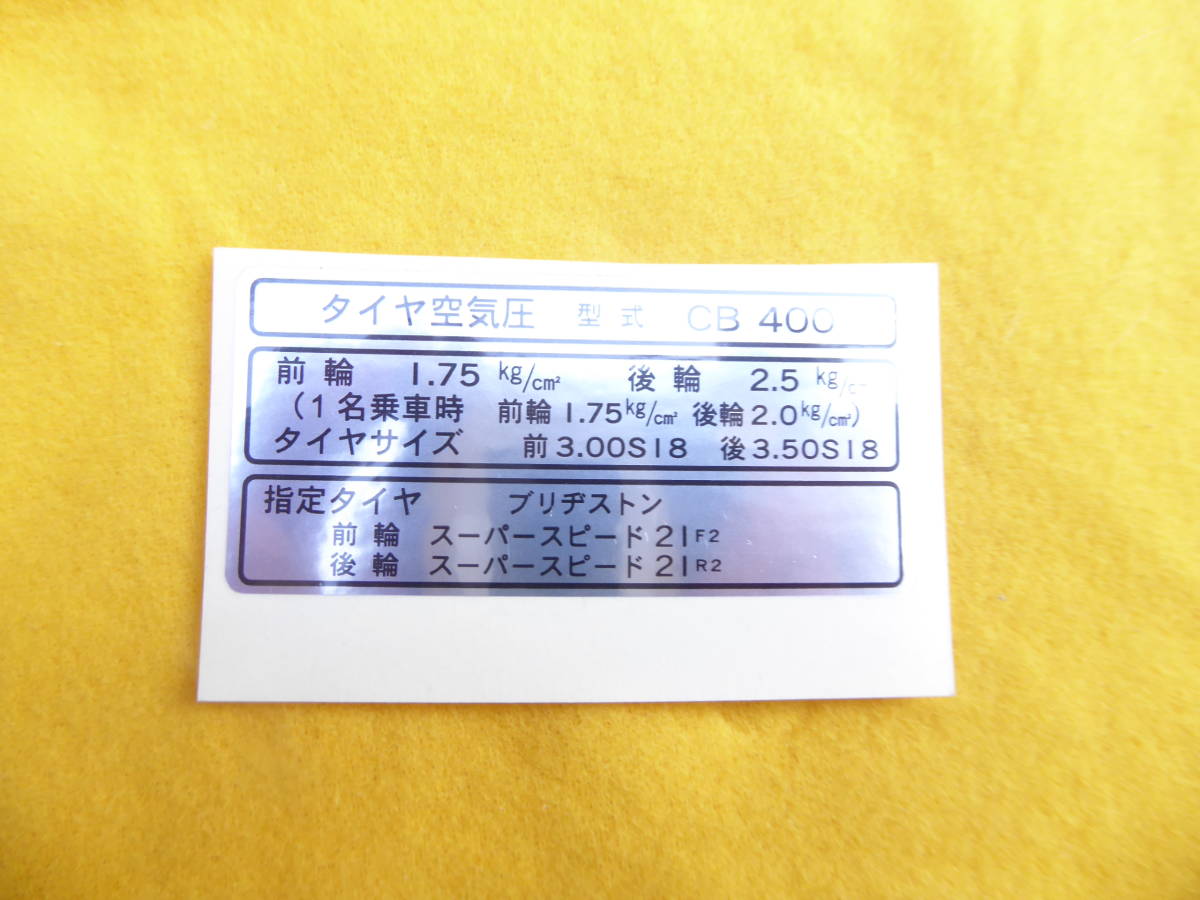 タイヤ空気圧 型式 CB 400
前輪 1.75 kg/cm² 後輪 2.5 kg/c
(1名乗車時 前輪1.75kg/cm² 後輪2.0kg/cm²)
タイヤサイズ 前3.00S18 後3.50S18
指定タイヤ ブリヂストン
前輪 スーパースピード21F2
後輪 スーパースピード21R2